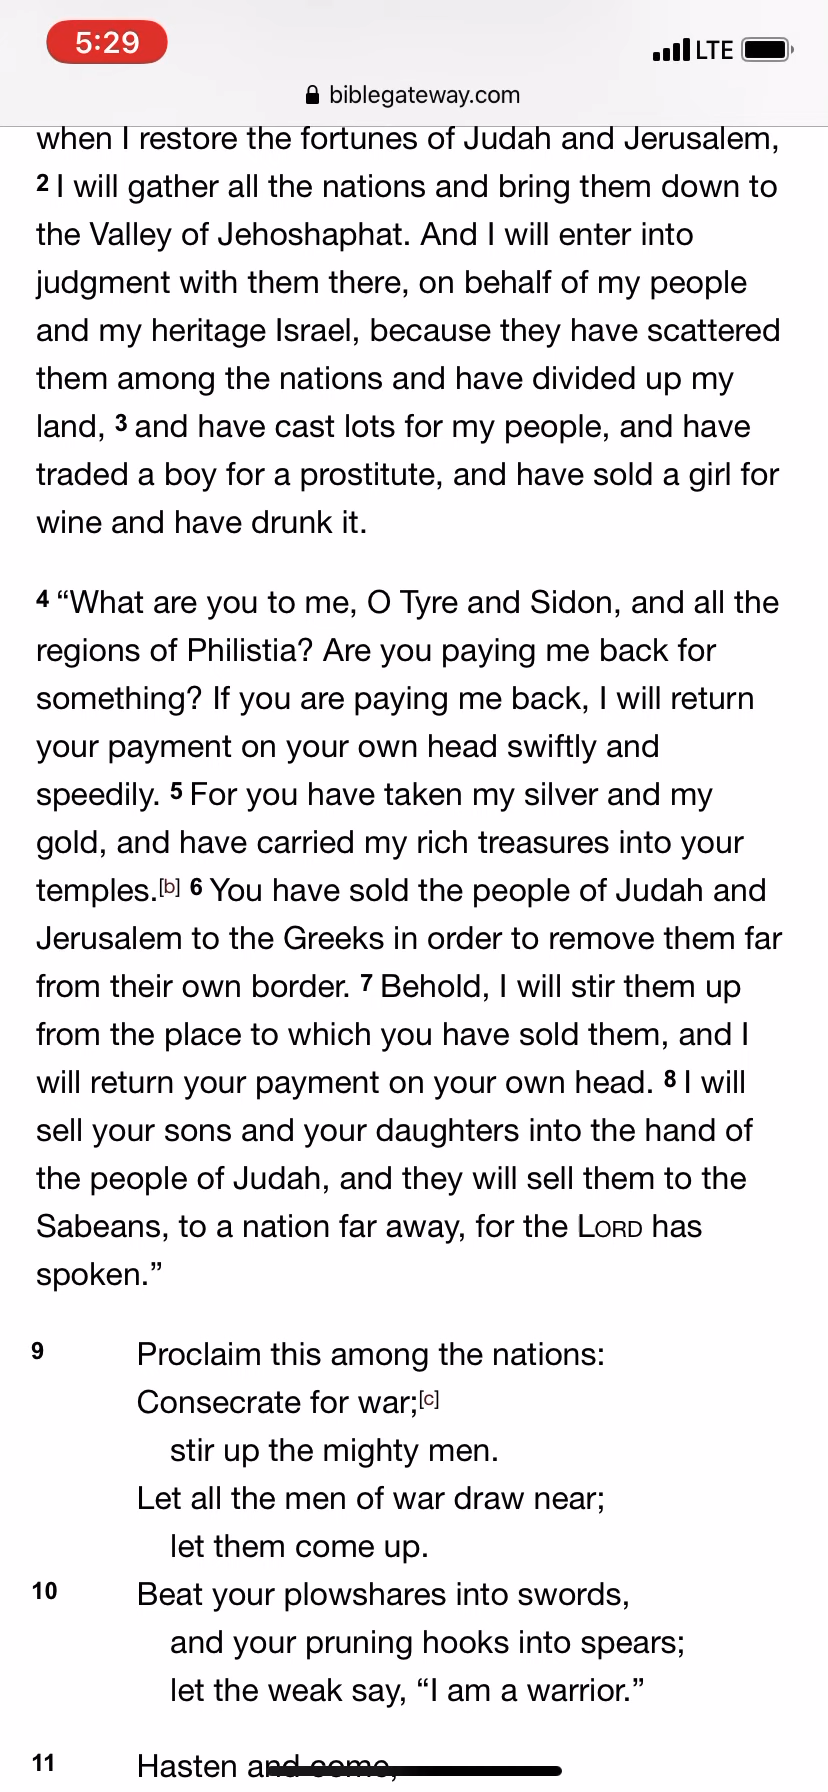 5:29
LTE
biblegateway.com
when I restore the fortunes of Judah and Jerusalem,
2 I will gather all the nations and bring them down to
the Valley of Jehoshaphat. And I will enter into
judgment with them there, on behalf of my people
and my heritage Israel, because they have scattered
them among the nations and have divided up my
land, 3 and have cast lots for my people, and have
traded a boy for a prostitute, and have sold a girl for
wine and have drunk it.
4 “What are you to me, O Tyre and Sidon, and all the
regions of Philistia? Are you paying me back for
something? If you are paying me back, I will return
your payment on your own head swiftly and
speedily. 5 For you have taken my silver and my
gold, and have carried my rich treasures into your
temples.[b] 6 You have sold the people of Judah and
Jerusalem to the Greeks in order to remove them far
from their own border. 7 Behold, I will stir them up
from the place to which you have sold them, and I
will return your payment on your own head. 8 I will
sell your sons and your daughters into the hand of
the people of Judah, and they will sell them to the
Sabeans, to a nation far away, for the LORD has
spoken.”
9 Proclaim this among the nations:
Consecrate for war;[c]
stir up the mighty men.
Let all the men of war draw near;
let them come up.
10 Beat your plowshares into swords,
and your pruning hooks into spears;
let the weak say, “I am a warrior.”
11 Hasten and come,